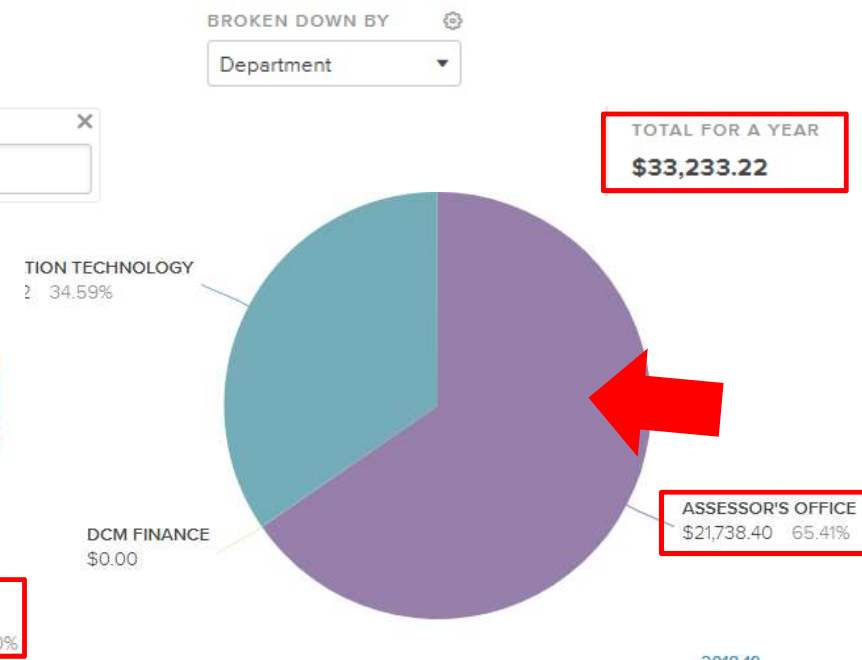 BROKEN DOWN BY
Department
TOTAL FOR A YEAR
$33,233.22
TION TECHNOLOGY
2 34.59%
DCM FINANCE
$0.00
ASSESSOR'S OFFICE
$21,738.40 65.41%